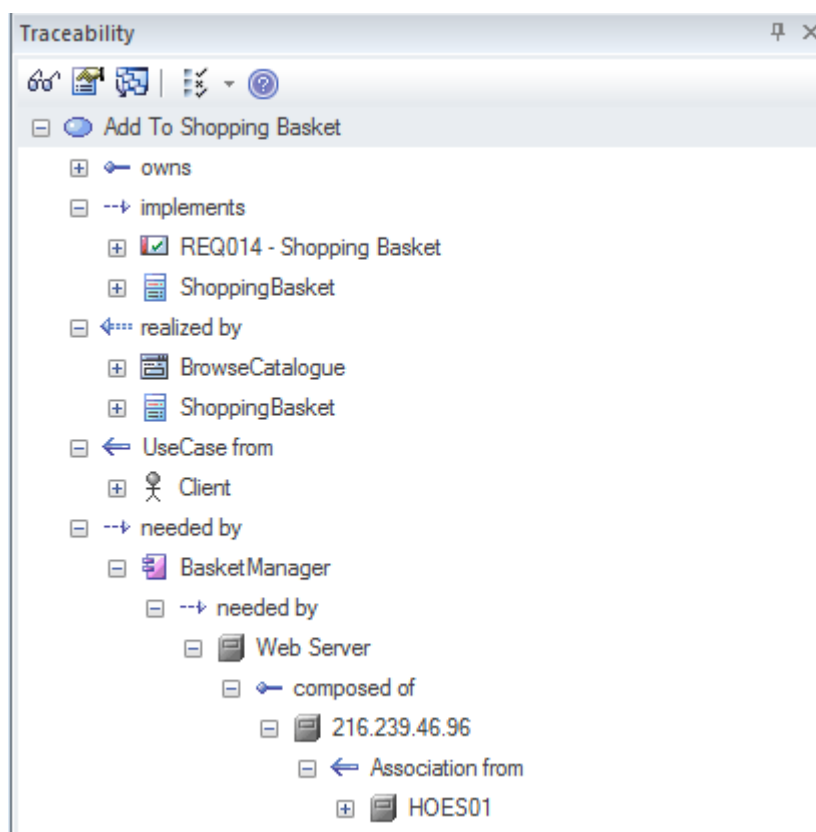 Traceability
Add To Shopping Basket
owns
implements
REQ014 - Shopping Basket
ShoppingBasket
realized by
BrowseCatalogue
ShoppingBasket
UseCase from
Client
needed by
BasketManager
needed by
Web Server
composed of
216.239.46.96
Association from
HOES01